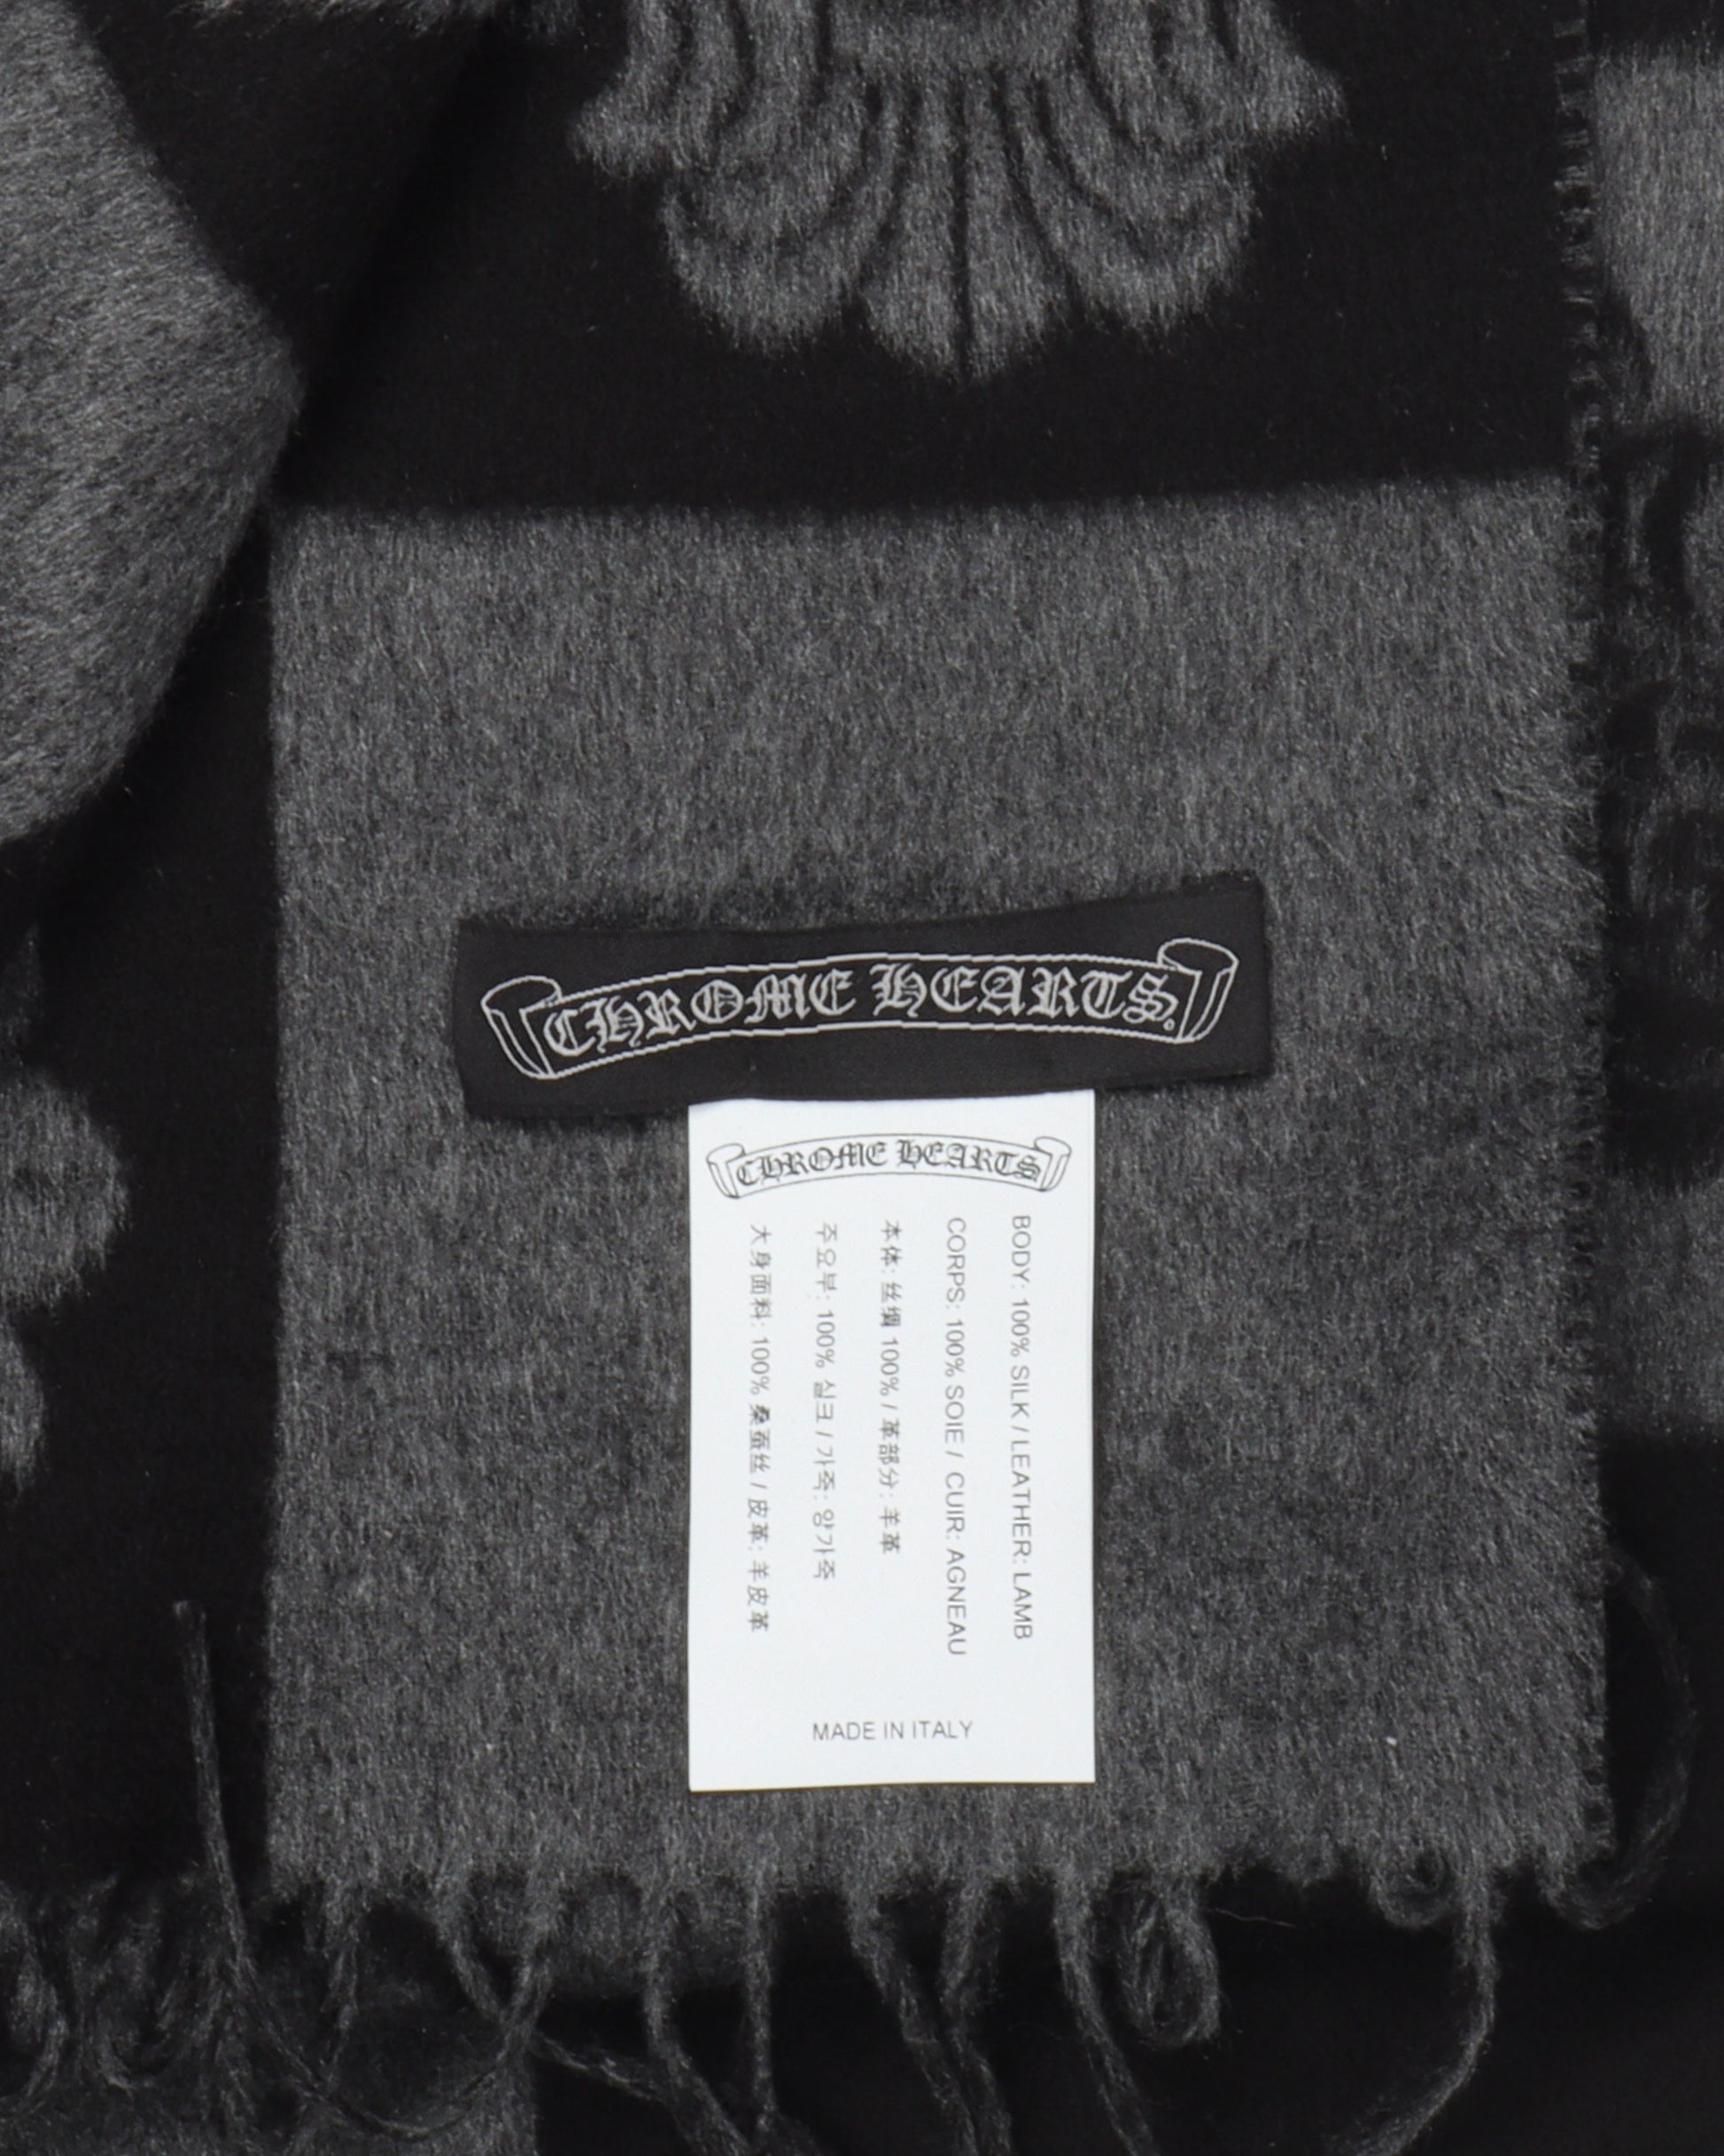 CHROME HEARTS.
CHROME HEARTS
BODY: 100% SILK / LEATHER: LAMB
CORPS: 100% SOIE / CUIR: AGNEAU
本体: 丝绸 100% / 革部分: 羊革
주요부: 100% 실크 / 가죽: 양가죽
大身面料: 100% 桑蚕丝 / 皮革: 羊皮革
MADE IN ITALY